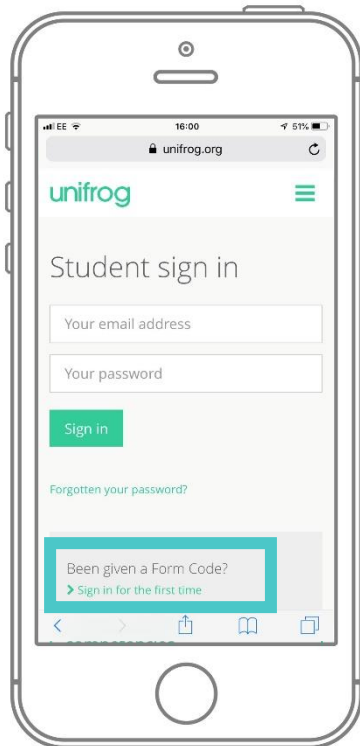 EE 16:00 51%
unifrog.org
unifrog
Student sign in
Your email address
Your password
Sign in
Forgotten your password?
Been given a Form Code?
Sign in for the first time